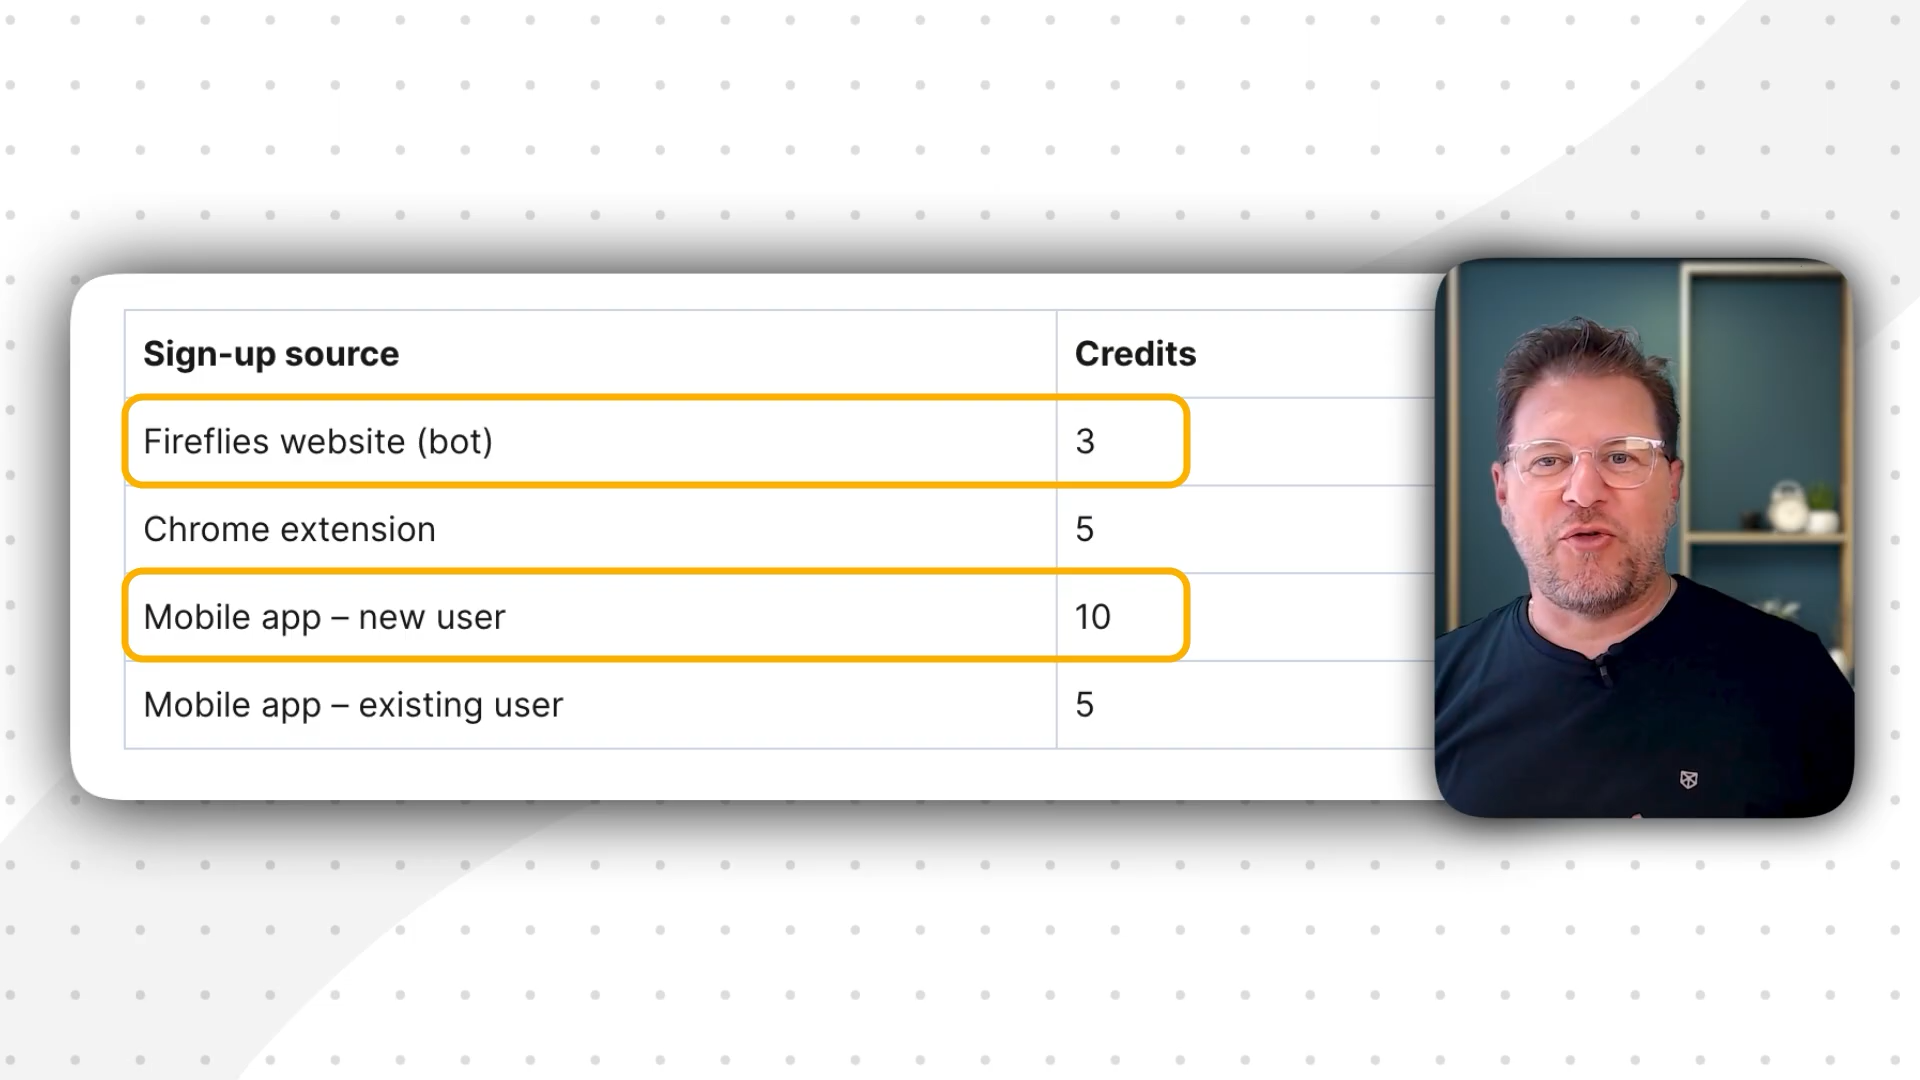 Sign-up source Credits
Fireflies website (bot) 3
Chrome extension 5
Mobile app – new user 10
Mobile app – existing user 5